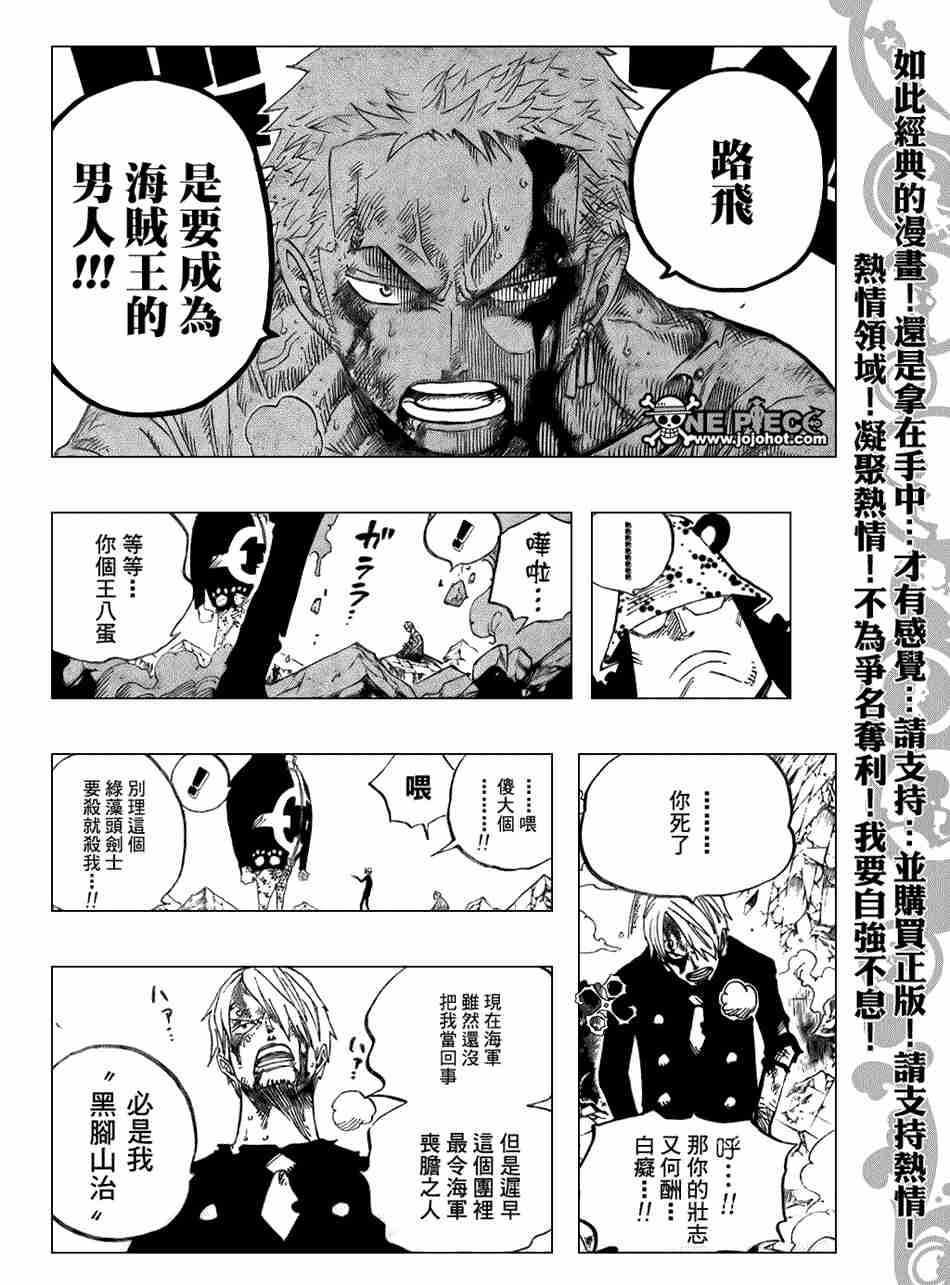 路飛
是要成為
海賊王的
男人!!!
ONE PIECE
www.jojohot.com
………………
嘩啦…
！
等等…
你個王八蛋
………
你死了
呼…!!
那你的壯志
又何酬…
白癡…!!
……喂
………
傻大個
喂
！
別理這個
綠藻頭劍士
要殺就殺我…!!
現在海軍
雖然還沒
把我當回事
但是遲早
這個團裡
最令海軍
喪膽之人
ハァ…
ハァ…
必是我
〝黑腳山治〞
如此經典的漫畫！還是拿在手中…才有感覺…請支持…並購買正版！請支持熱情！
熱情領域！凝聚熱情！不為爭名奪利！我要自強不息！